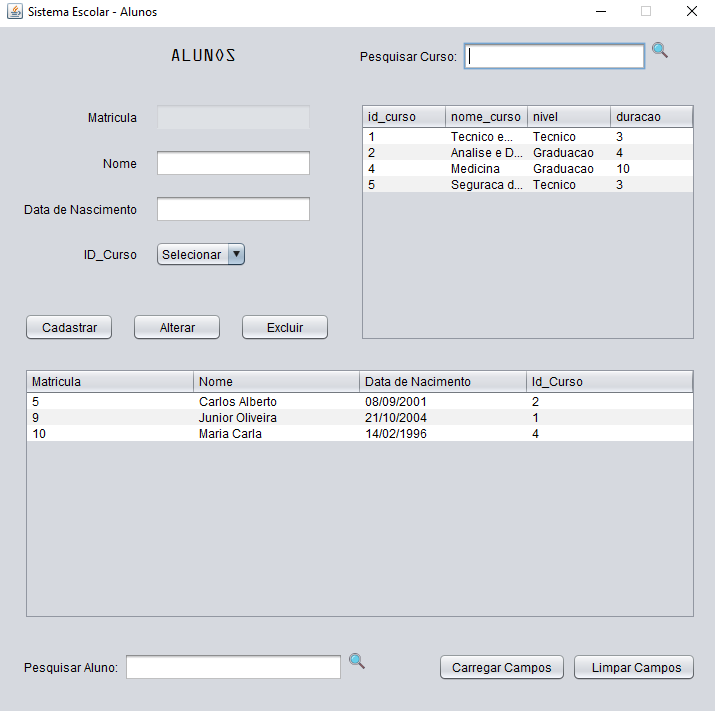 Sistema Escolar - Alunos
ALUNOS
Pesquisar Curso:
Matricula
Nome
Data de Nascimento
ID_Curso Selecionar
Cadastrar Alterar Excluir
id_curso nome_curso nivel duracao
1 Tecnico e... Tecnico 3
2 Analise e D... Graduacao 4
4 Medicina Graduacao 10
5 Seguraca d... Tecnico 3
Matricula Nome Data de Nacimento Id_Curso
5 Carlos Alberto 08/09/2001 2
9 Junior Oliveira 21/10/2004 1
10 Maria Carla 14/02/1996 4
Pesquisar Aluno: Carregar Campos Limpar Campos